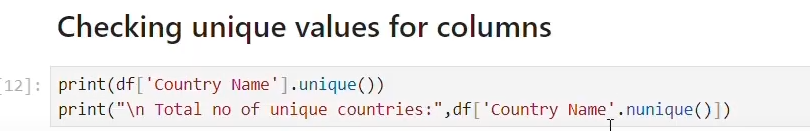 Checking unique values for columns
[12]: print(df['Country Name'].unique())
print("\n Total no of unique countries:",df['Country Name'.nunique()])